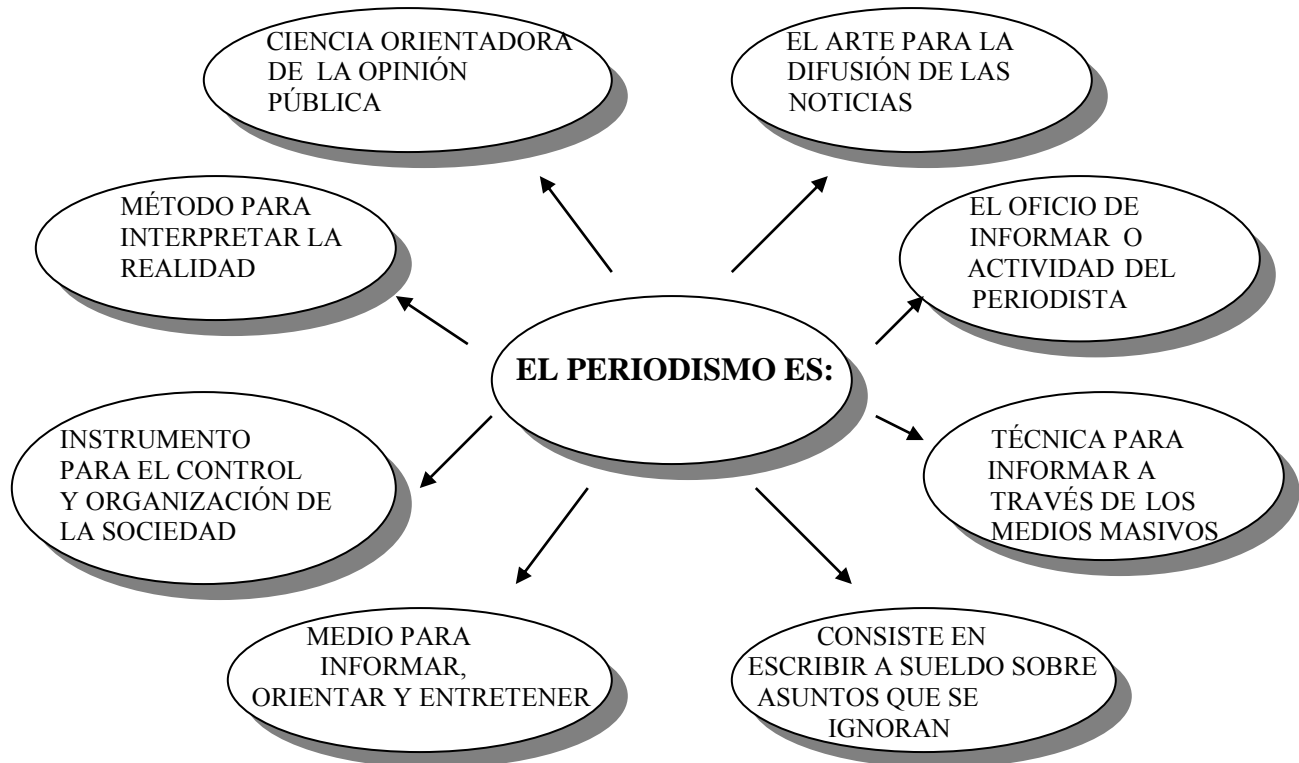 CIENCIA ORIENTADORA
DE LA OPINIÓN
PÚBLICA
EL ARTE PARA LA
DIFUSIÓN DE LAS
NOTICIAS
MÉTODO PARA
INTERPRETAR LA
REALIDAD
EL OFICIO DE
INFORMAR O
ACTIVIDAD DEL
PERIODISTA
EL PERIODISMO ES:
INSTRUMENTO
PARA EL CONTROL
Y ORGANIZACIÓN DE
LA SOCIEDAD
TÉCNICA PARA
INFORMAR A
TRAVÉS DE LOS
MEDIOS MASIVOS
MEDIO PARA
INFORMAR,
ORIENTAR Y ENTRETENER
CONSISTE EN
ESCRIBIR A SUELDO SOBRE
ASUNTOS QUE SE
IGNORAN